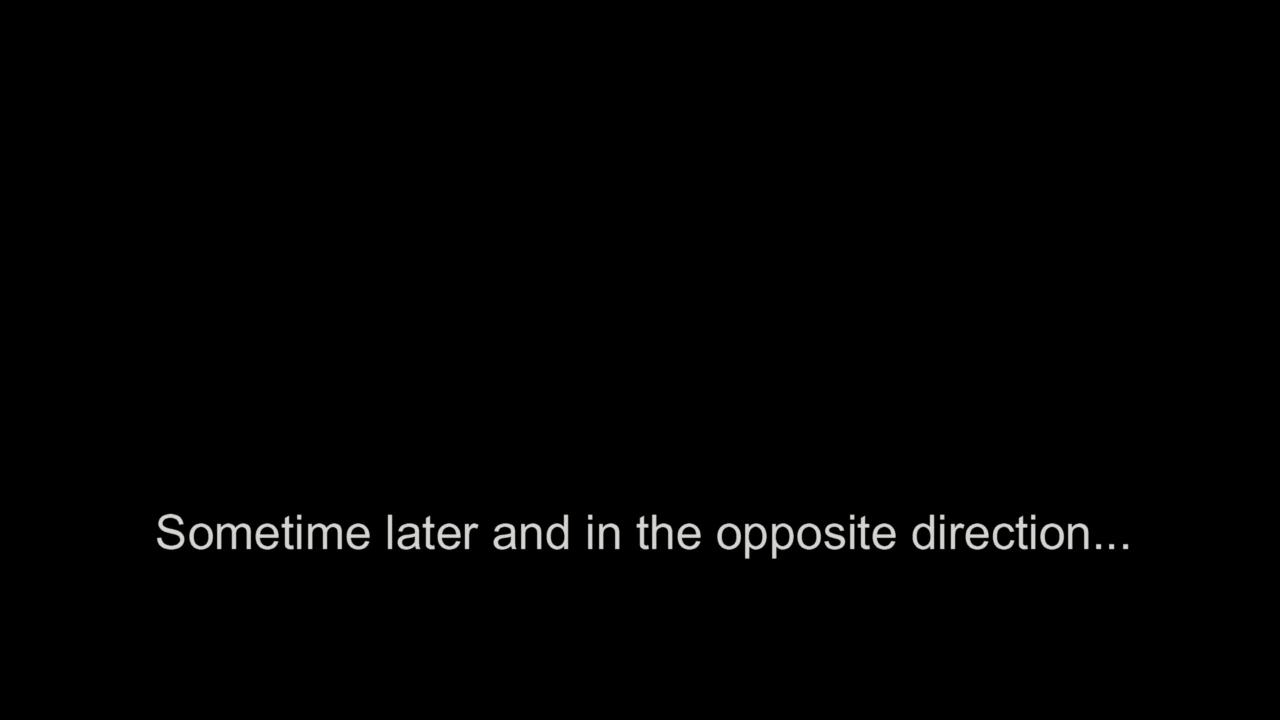 Sometime later and in the opposite direction...